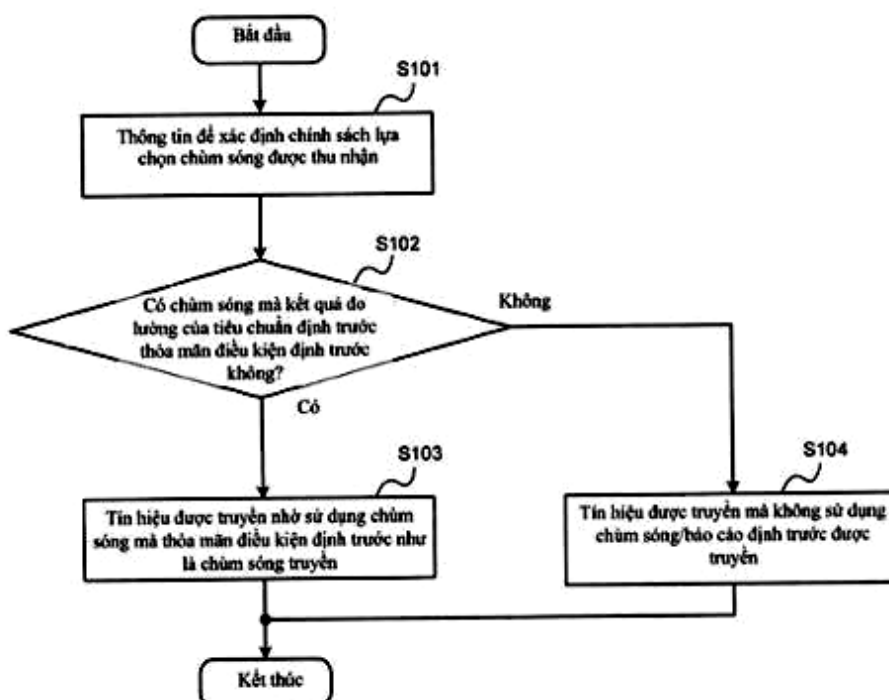 Bắt đầu
S101
Thông tin để xác định chính sách lựa
chọn chùm sóng được thu nhận
S102
Có chùm sóng mà kết quả đo
lường của tiêu chuẩn định trước
thỏa mãn điều kiện định trước
không?
Không
Có
S103
Tín hiệu được truyền nhờ sử dụng chùm
sóng mà thỏa mãn điều kiện định trước như
là chùm sóng truyền
S104
Tín hiệu được truyền mà không sử dụng
chùm sóng/báo cáo định trước được
truyền
Kết thúc